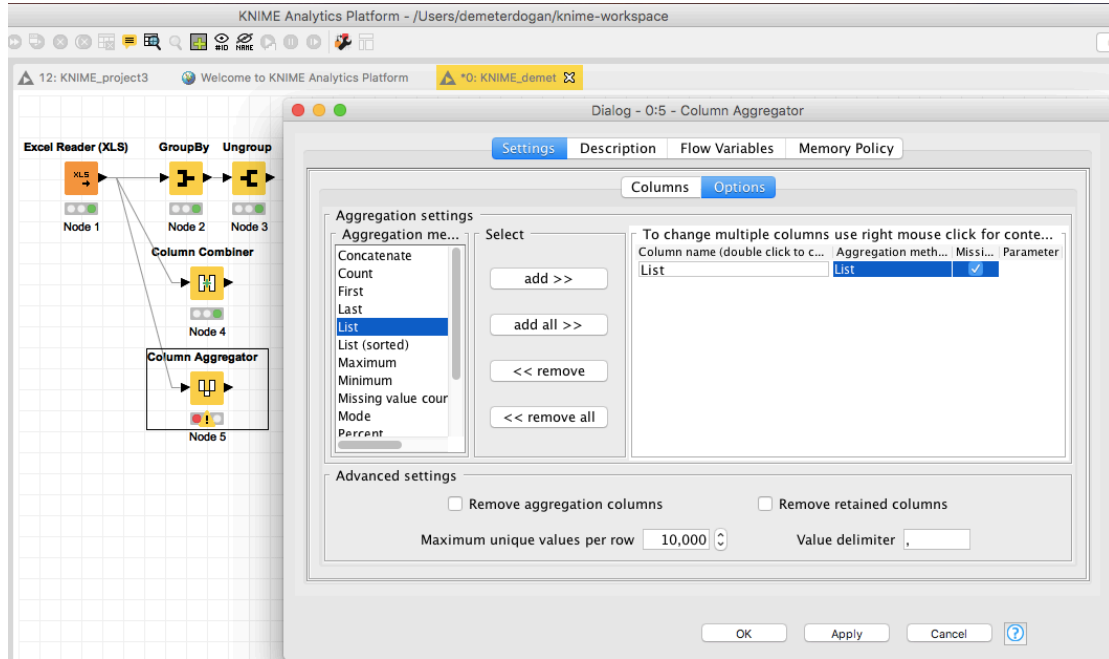 KNIME Analytics Platform - /Users/demeterdogan/knime-workspace
#ID NAME
12: KNIME_project3 Welcome to KNIME Analytics Platform *0: KNIME_demet
Dialog - 0:5 - Column Aggregator
Settings Description Flow Variables Memory Policy
Columns Options
Excel Reader (XLS) GroupBy Ungroup
XLS
Node 1 Node 2 Node 3
Column Combiner
Node 4
Column Aggregator
Node 5
Aggregation settings
Aggregation me... Select To change multiple columns use right mouse click for conte...
Column name (double click to c... Aggregation meth... Missi... Parameter
List List
Concatenate
Count
First
Last
List
List (sorted)
Maximum
Minimum
Missing value cour
Mode
Percent
add >>
add all >>
<< remove
<< remove all
Advanced settings
Remove aggregation columns Remove retained columns
Maximum unique values per row 10,000 Value delimiter ,
OK Apply Cancel ?